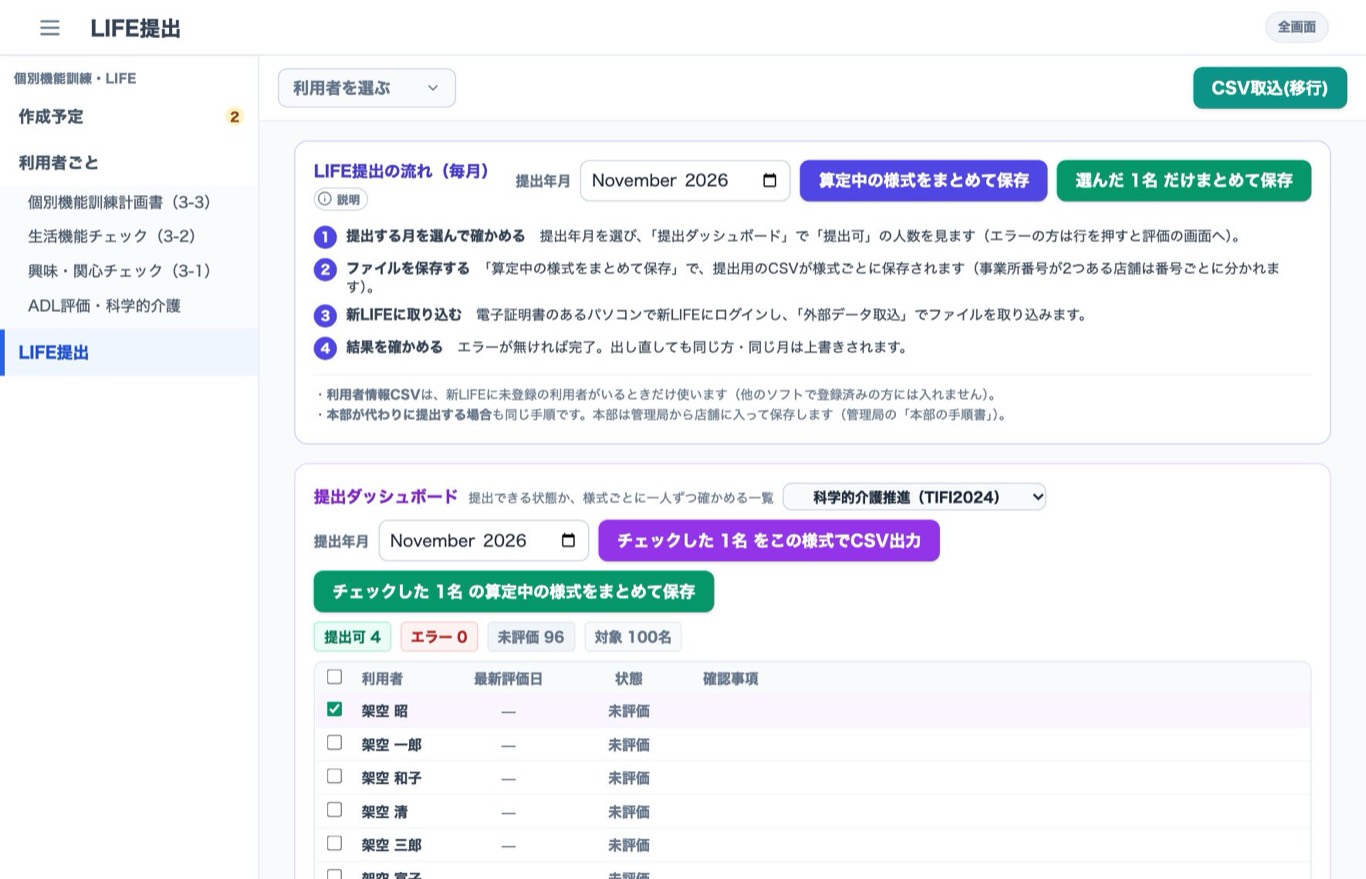 LIFE提出
全画面
個別機能訓練・LIFE
作成予定 2
利用者ごと
個別機能訓練計画書（3-3）
生活機能チェック（3-2）
興味・関心チェック（3-1）
ADL評価・科学的介護
LIFE提出
利用者を選ぶ
CSV取込(移行)
LIFE提出の流れ（毎月）
説明
提出年月 November 2026
算定中の様式をまとめて保存
選んだ 1名 だけまとめて保存
1 提出する月を選んで確かめる 提出年月を選び、「提出ダッシュボード」で「提出可」の人数を見ます（エラーの方は行を押すと評価の画面へ）。
2 ファイルを保存する 「算定中の様式をまとめて保存」で、提出用のCSVが様式ごとに保存されます（事業所番号が2つある店舗は番号ごとに分かれま
す）。
3 新LIFEに取り込む 電子証明書のあるパソコンで新LIFEにログインし、「外部データ取込」でファイルを取り込みます。
4 結果を確かめる エラーが無ければ完了。出し直しても同じ方・同じ月は上書きされます。
・利用者情報CSVは、新LIFEに未登録の利用者がいるときだけ使います（他のソフトで登録済みの方には入れません）。
・本部が代わりに提出する場合も同じ手順です。本部は管理局から店舗に入って保存します（管理局の「本部の手順書」）。
提出ダッシュボード 提出できる状態か、様式ごとに一人ずつ確かめる一覧 科学的介護推進（TIFI2024）
提出年月 November 2026 チェックした 1名 をこの様式でCSV出力
チェックした 1名 の算定中の様式をまとめて保存
提出可 4 エラー 0 未評価 96 対象 100名
利用者 最新評価日 状態 確認事項
架空 昭 — 未評価
架空 一郎 — 未評価
架空 和子 — 未評価
架空 清 — 未評価
架空 三郎 — 未評価